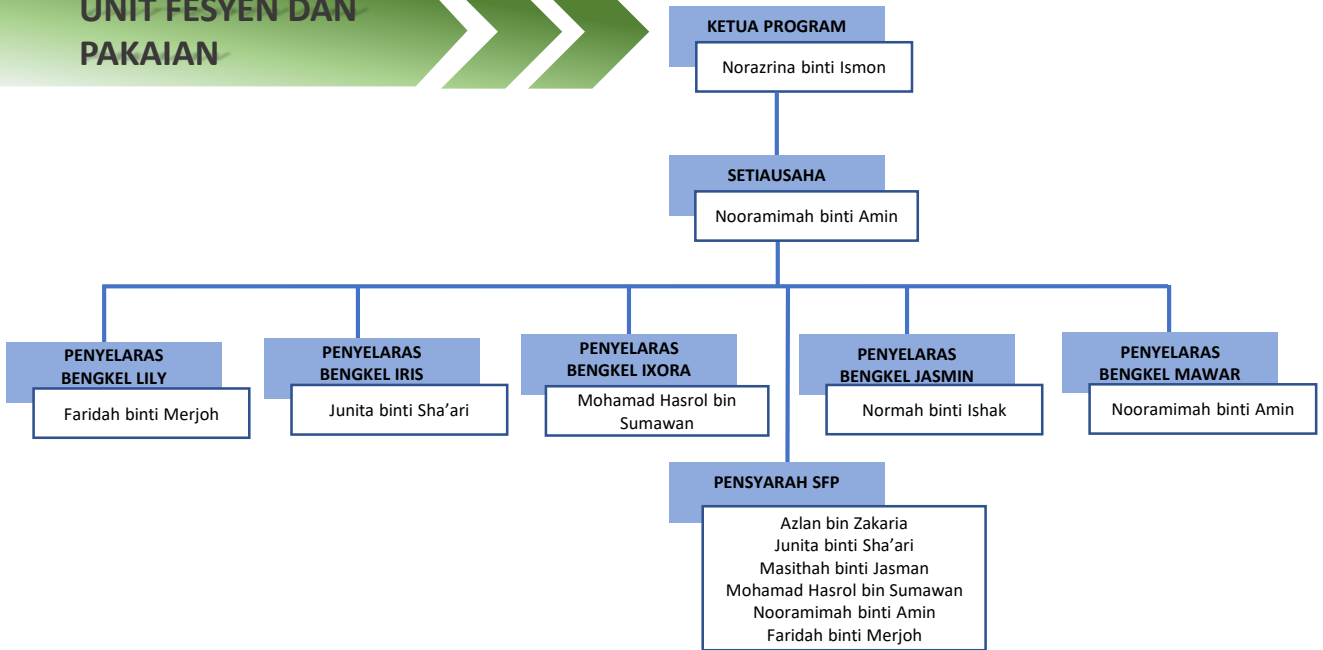 UNIT FESYEN DAN
PAKAIAN
KETUA PROGRAM
Norazrina binti Ismon
SETIAUSAHA
Nooramimah binti Amin
PENYELARAS
BENGKEL LILY
Faridah binti Merjoh
PENYELARAS
BENGKEL IRIS
Junita binti Sha’ari
PENYELARAS
BENGKEL IXORA
Mohamad Hasrol bin
Sumawan
PENYELARAS
BENGKEL JASMIN
Normah binti Ishak
PENYELARAS
BENGKEL MAWAR
Nooramimah binti Amin
PENSYARAH SFP
Azlan bin Zakaria
Junita binti Sha’ari
Masithah binti Jasman
Mohamad Hasrol bin Sumawan
Nooramimah binti Amin
Faridah binti Merjoh